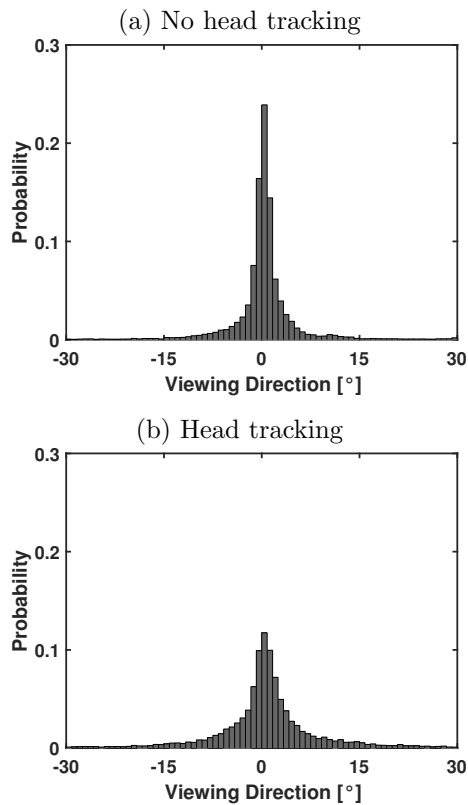 (a) No head tracking
0.3
0.2
0.1
0
Probability
-30 -15 0 15 30
Viewing Direction [°]
(b) Head tracking
0.3
0.2
0.1
0
Probability
-30 -15 0 15 30
Viewing Direction [°]